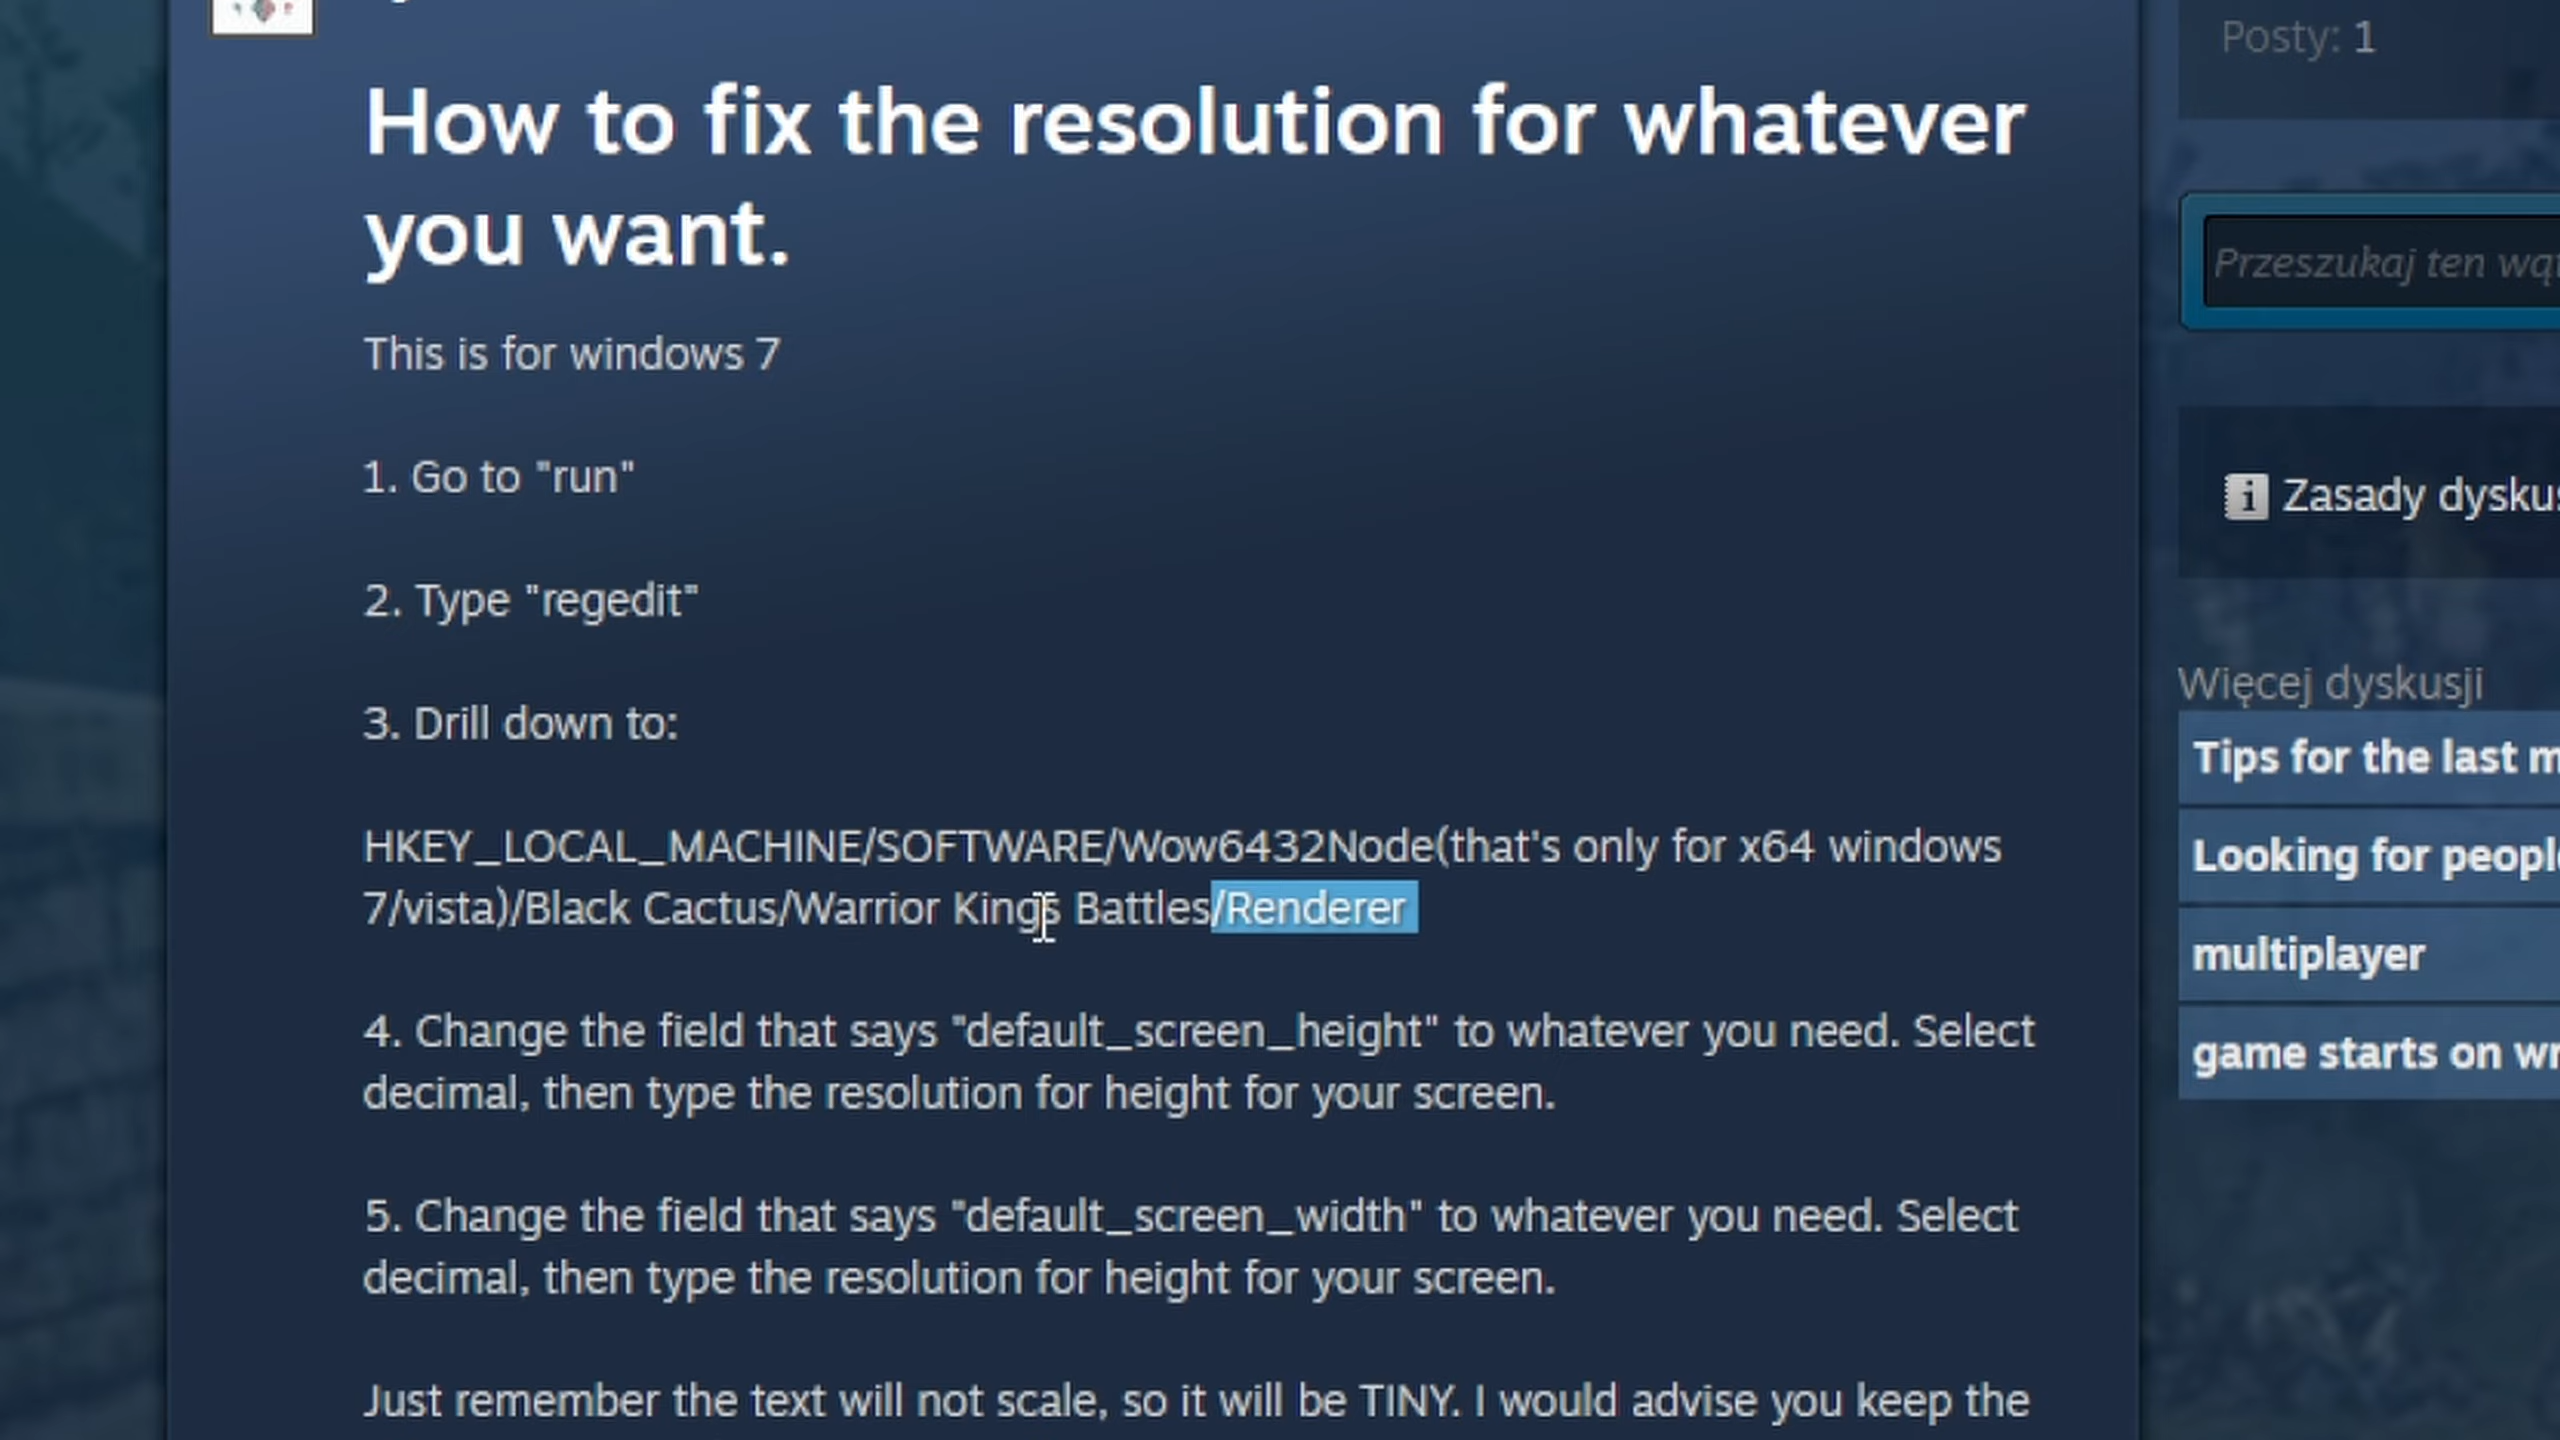 How to fix the resolution for whatever
you want.
This is for windows 7
1. Go to "run"
2. Type "regedit"
3. Drill down to:
HKEY_LOCAL_MACHINE/SOFTWARE/Wow6432Node(that's only for x64 windows
7/vista)/Black Cactus/Warrior Kings Battles/Renderer
4. Change the field that says "default_screen_height" to whatever you need. Select
decimal, then type the resolution for height for your screen.
5. Change the field that says "default_screen_width" to whatever you need. Select
decimal, then type the resolution for height for your screen.
Just remember the text will not scale, so it will be TINY. I would advise you keep the
Posty: 1
Przeszukaj ten
Zasady
Więcej dyskusji
Tips for the last
Looking for
multiplayer
game starts on